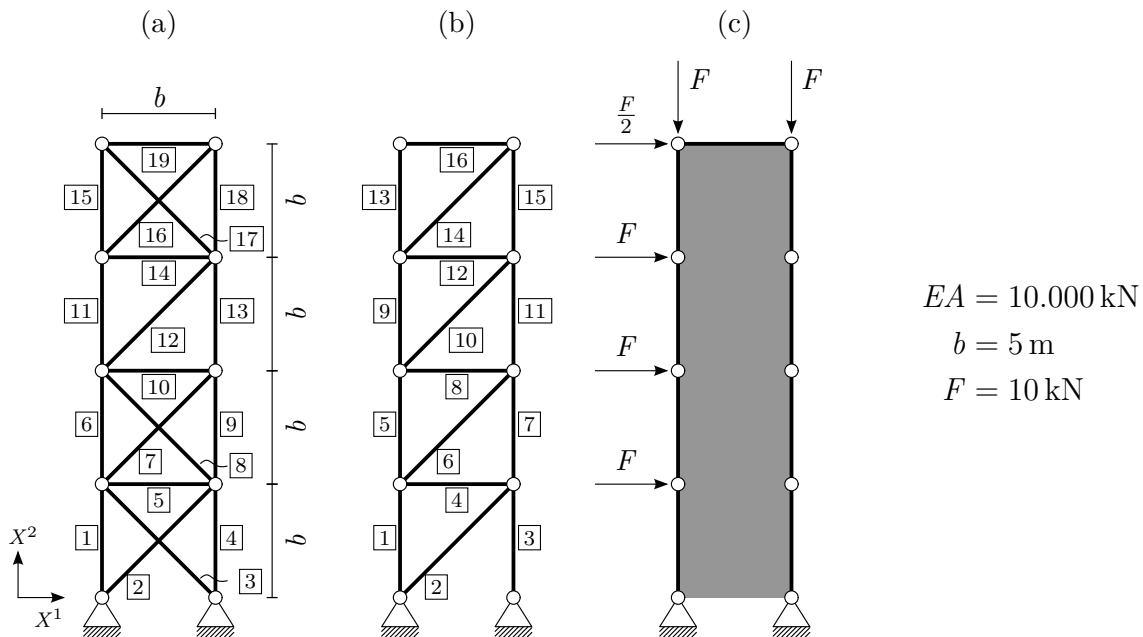 (a) (b) (c)
b
F F
F/2
19 16
15 18 13 15
16 17 14
F
14 12
11 13 9 11
12 10
F
10 8
6 9 5 7
7 8 6
F
5 4
1 4 1 3
2 3 2
b
b
b
b
X²
X¹
EA = 10.000 kN
b = 5 m
F = 10 kN